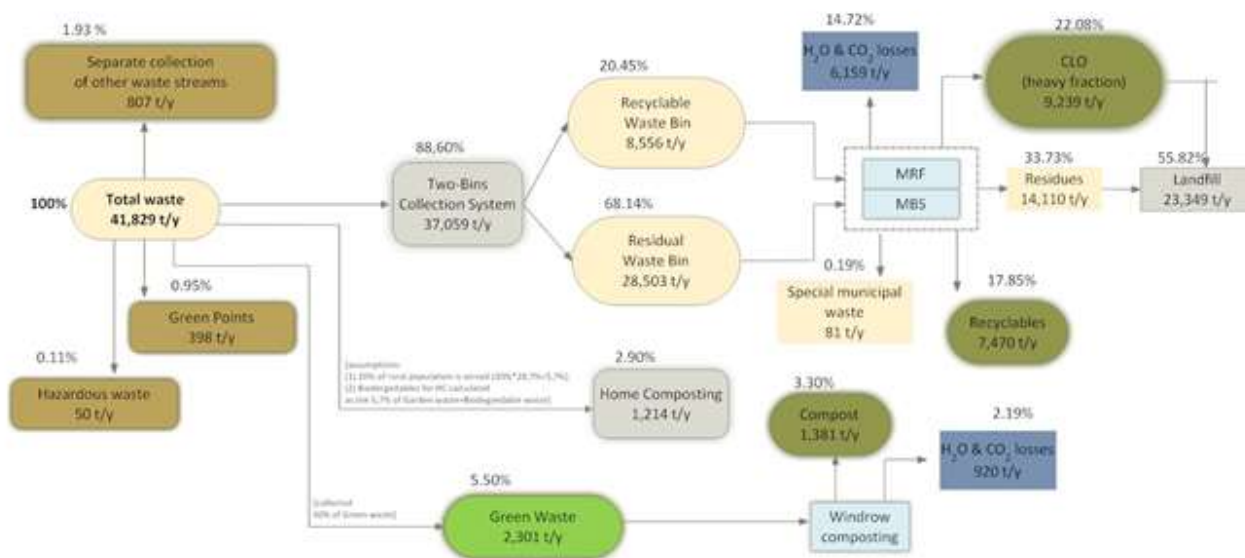 1.93 %
Separate collection
of other waste streams
807 t/y
100%
Total waste
41,829 t/y
0.95%
Green Points
398 t/y
0.11%
Hazardous waste
50 t/y
88,60%
Two-Bins
Collection System
37,059 t/y
20.45%
Recyclable
Waste Bin
8,556 t/y
68.14%
Residual
Waste Bin
28,503 t/y
14.72%
H2O & CO2 losses
6,159 t/y
22.08%
CLO
(heavy fraction)
9,239 t/y
MRF
MBS
33.73%
Residues
14,110 t/y
55.82%
Landfill
23,349 t/y
0.19%
Special municipal
waste
81 t/y
17.85%
Recyclables
7,470 t/y
2.90%
Home Composting
1,214 t/y
3.30%
Compost
1,381 t/y
2.19%
H2O & CO2 losses
920 t/y
5.50%
Green Waste
2,301 t/y
Windrow
composting